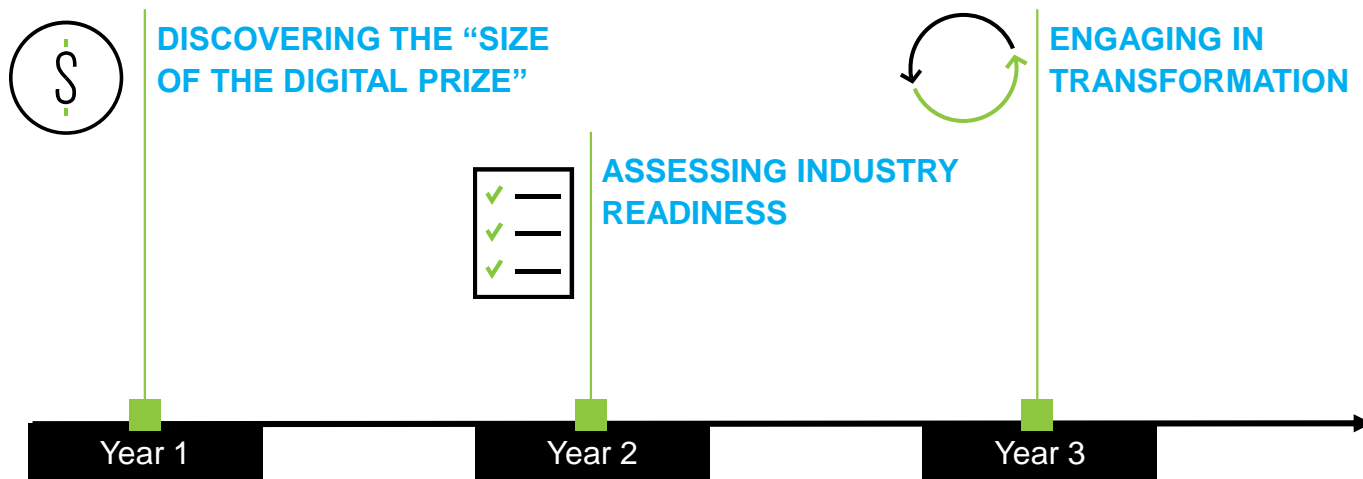 DISCOVERING THE “SIZE
OF THE DIGITAL PRIZE”
ENGAGING IN
TRANSFORMATION
ASSESSING INDUSTRY
READINESS
Year 1
Year 2
Year 3